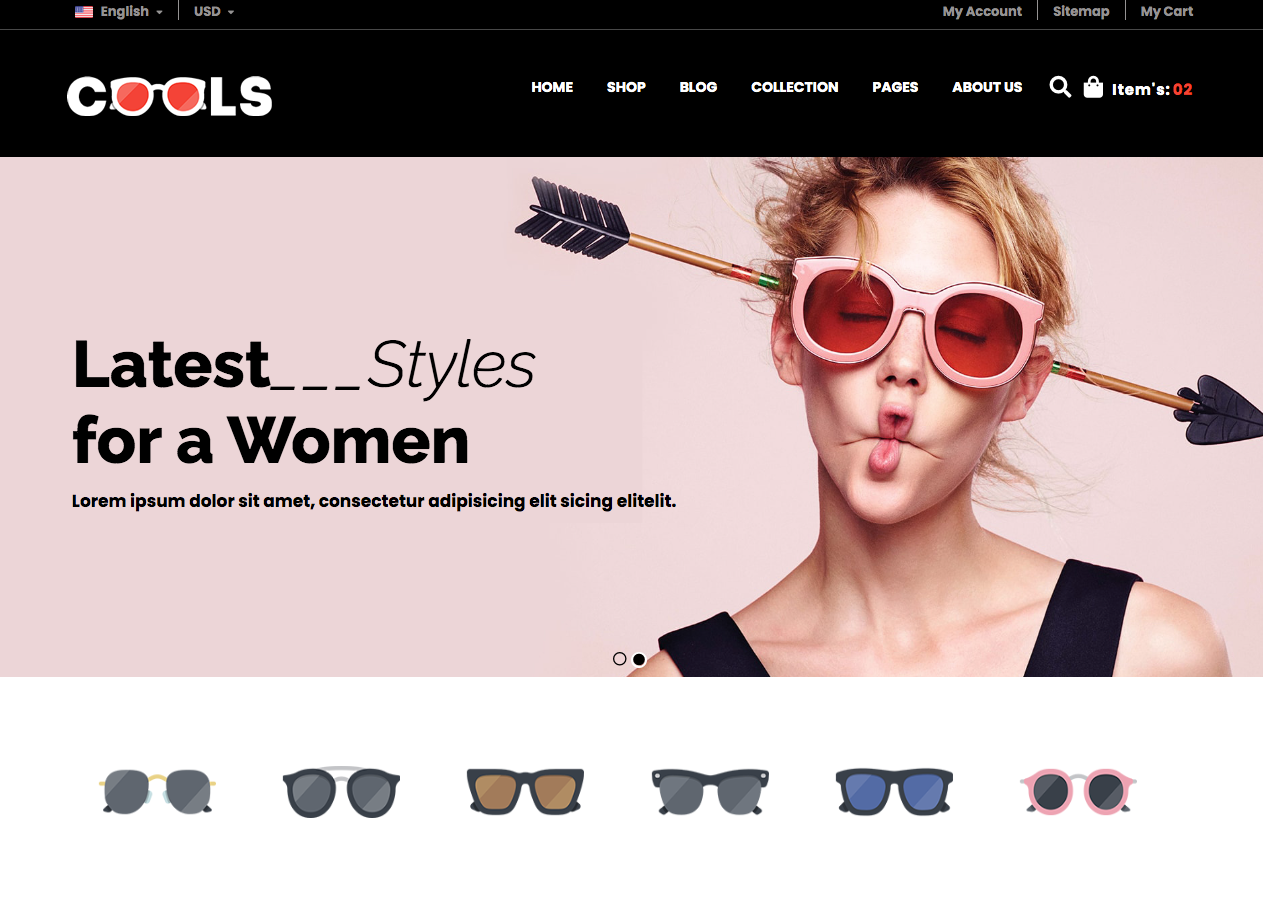 English USD My Account Sitemap My Cart
COOLS HOME SHOP BLOG COLLECTION PAGES ABOUT US Item's: 02
Latest___Styles
for a Women
Lorem ipsum dolor sit amet, consectetur adipisicing elit sicing elitelit.